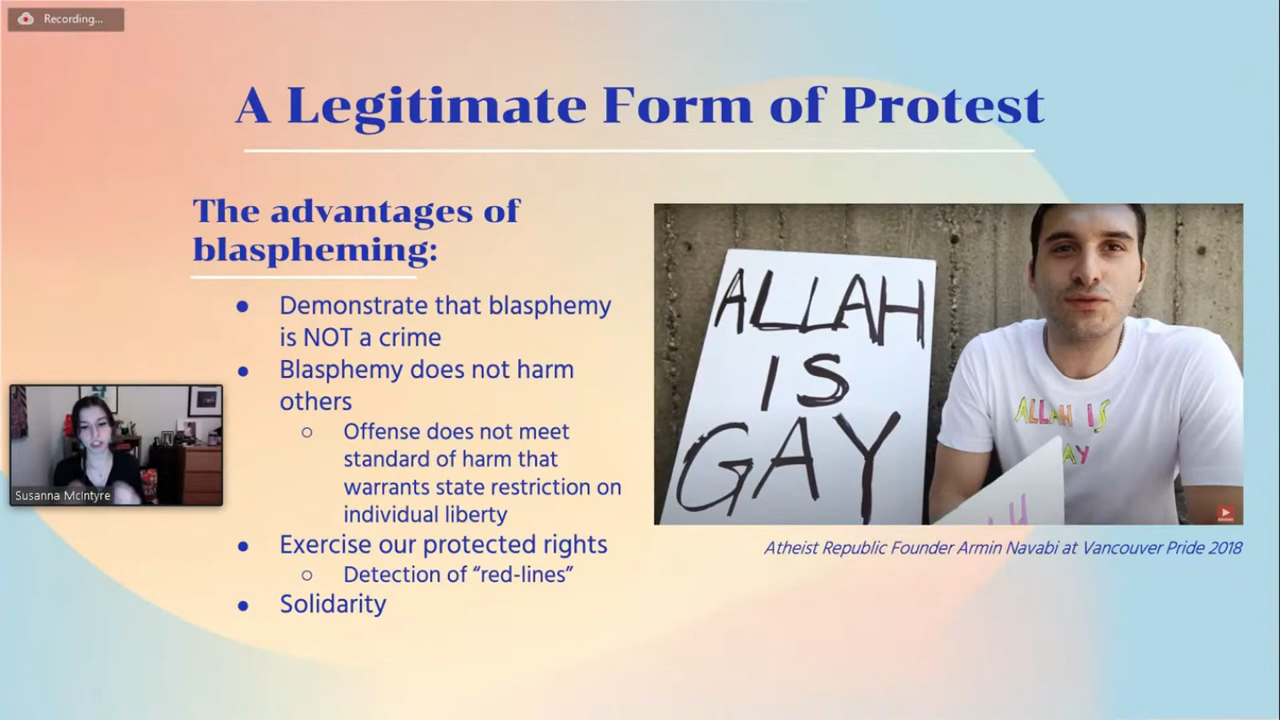 Recording...
A Legitimate Form of Protest
The advantages of
blaspheming:
● Demonstrate that blasphemy
is NOT a crime
● Blasphemy does not harm
others
○ Offense does not meet
standard of harm that
warrants state restriction on
individual liberty
● Exercise our protected rights
○ Detection of “red-lines”
● Solidarity
ALLAH
IS
GAY
ALLAH IS
AY
Atheist Republic Founder Armin Navabi at Vancouver Pride 2018
Susanna McIntyre